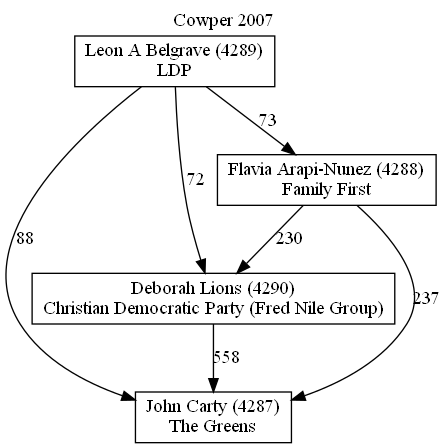 Cowper 2007
Leon A Belgrave (4289)
LDP
73
Flavia Arapi-Nunez (4288)
Family First
72
88
230
Deborah Lions (4290)
Christian Democratic Party (Fred Nile Group)
237
558
John Carty (4287)
The Greens